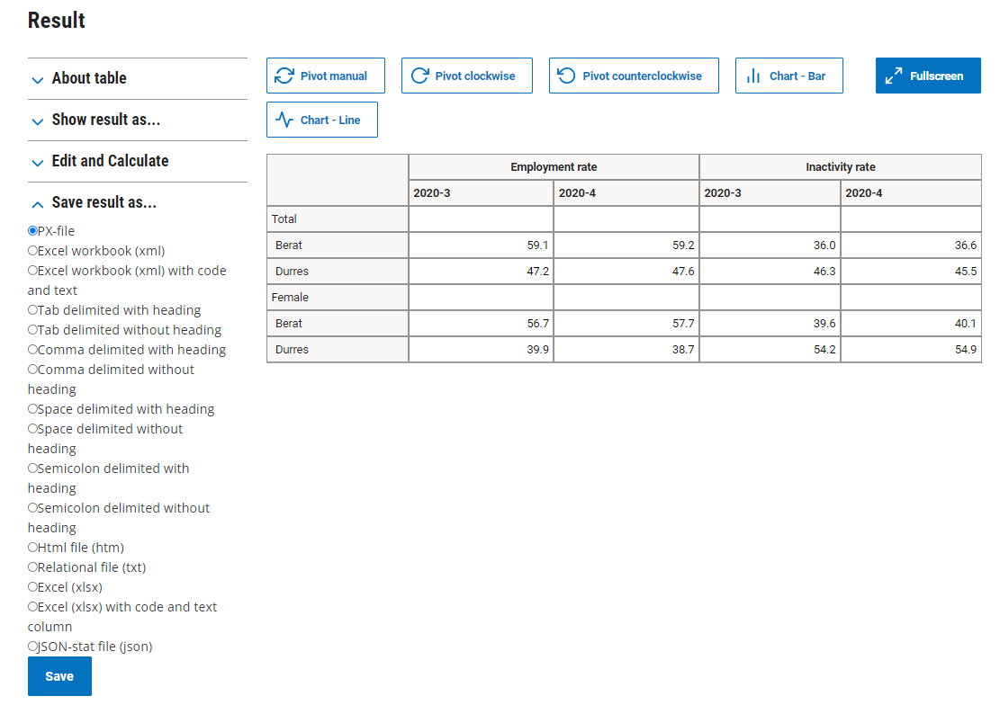 Result
About table
Show result as...
Edit and Calculate
Save result as...
PX-file
Excel workbook (xml)
Excel workbook (xml) with code
and text
Tab delimited with heading
Tab delimited without heading
Comma delimited with heading
Comma delimited without
heading
Space delimited with heading
Space delimited without
heading
Semicolon delimited with
heading
Semicolon delimited without
heading
Html file (htm)
Relational file (txt)
Excel (xlsx)
Excel (xlsx) with code and text
column
JSON-stat file (json)
Save
Pivot manual Pivot clockwise Pivot counterclockwise Chart - Bar Fullscreen
Chart - Line
Employment rate Inactivity rate
2020-3 2020-4 2020-3 2020-4
Total
Berat 59.1 59.2 36.0 36.6
Durres 47.2 47.6 46.3 45.5
Female
Berat 56.7 57.7 39.6 40.1
Durres 39.9 38.7 54.2 54.9